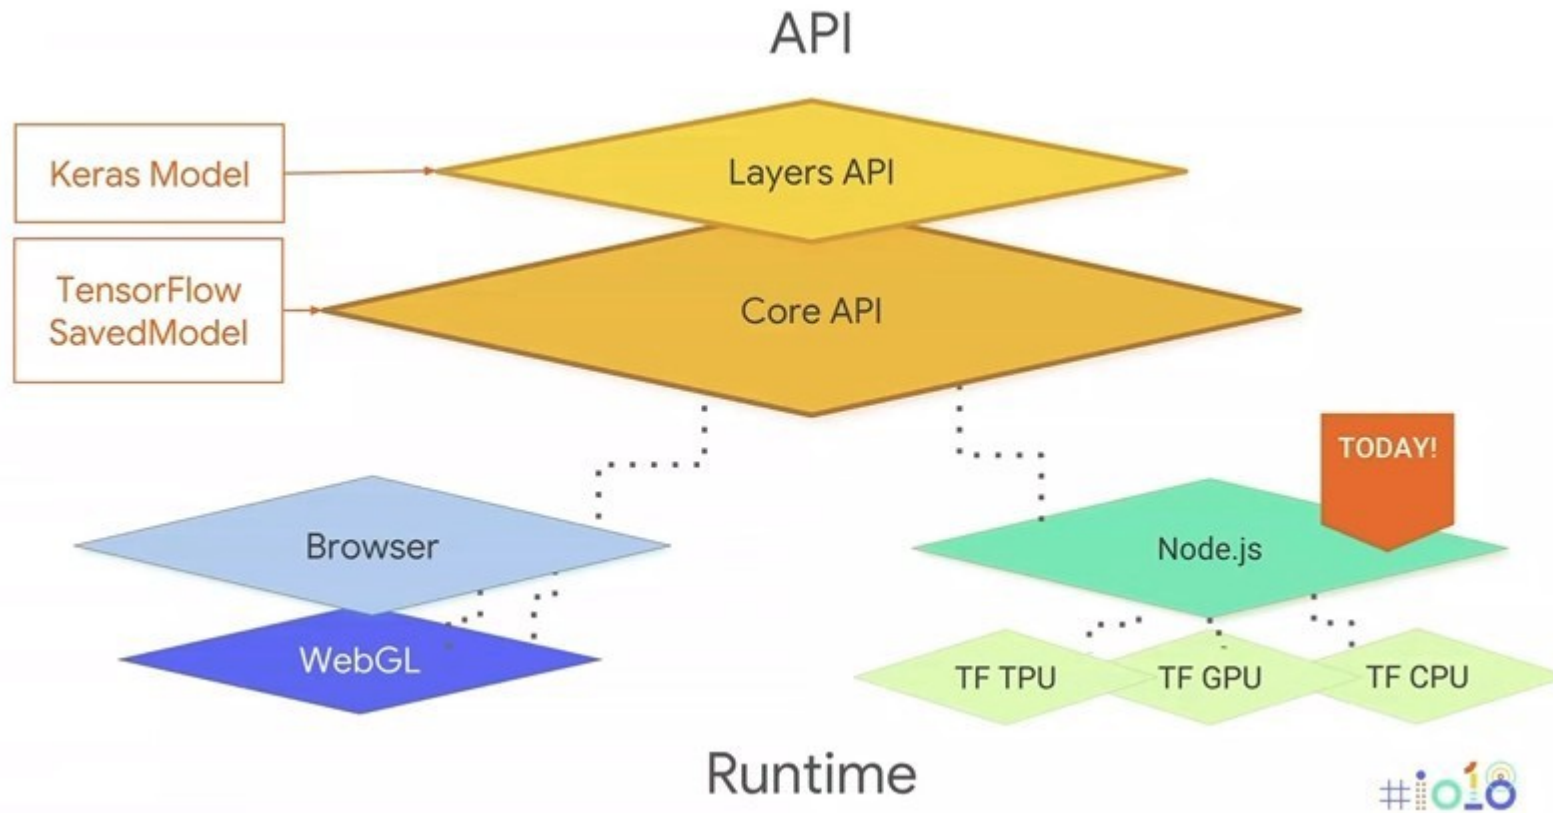 API
Keras Model
Layers API
TensorFlow
SavedModel
Core API
TODAY!
Browser
Node.js
WebGL
TF TPU
TF GPU
TF CPU
Runtime
#io18